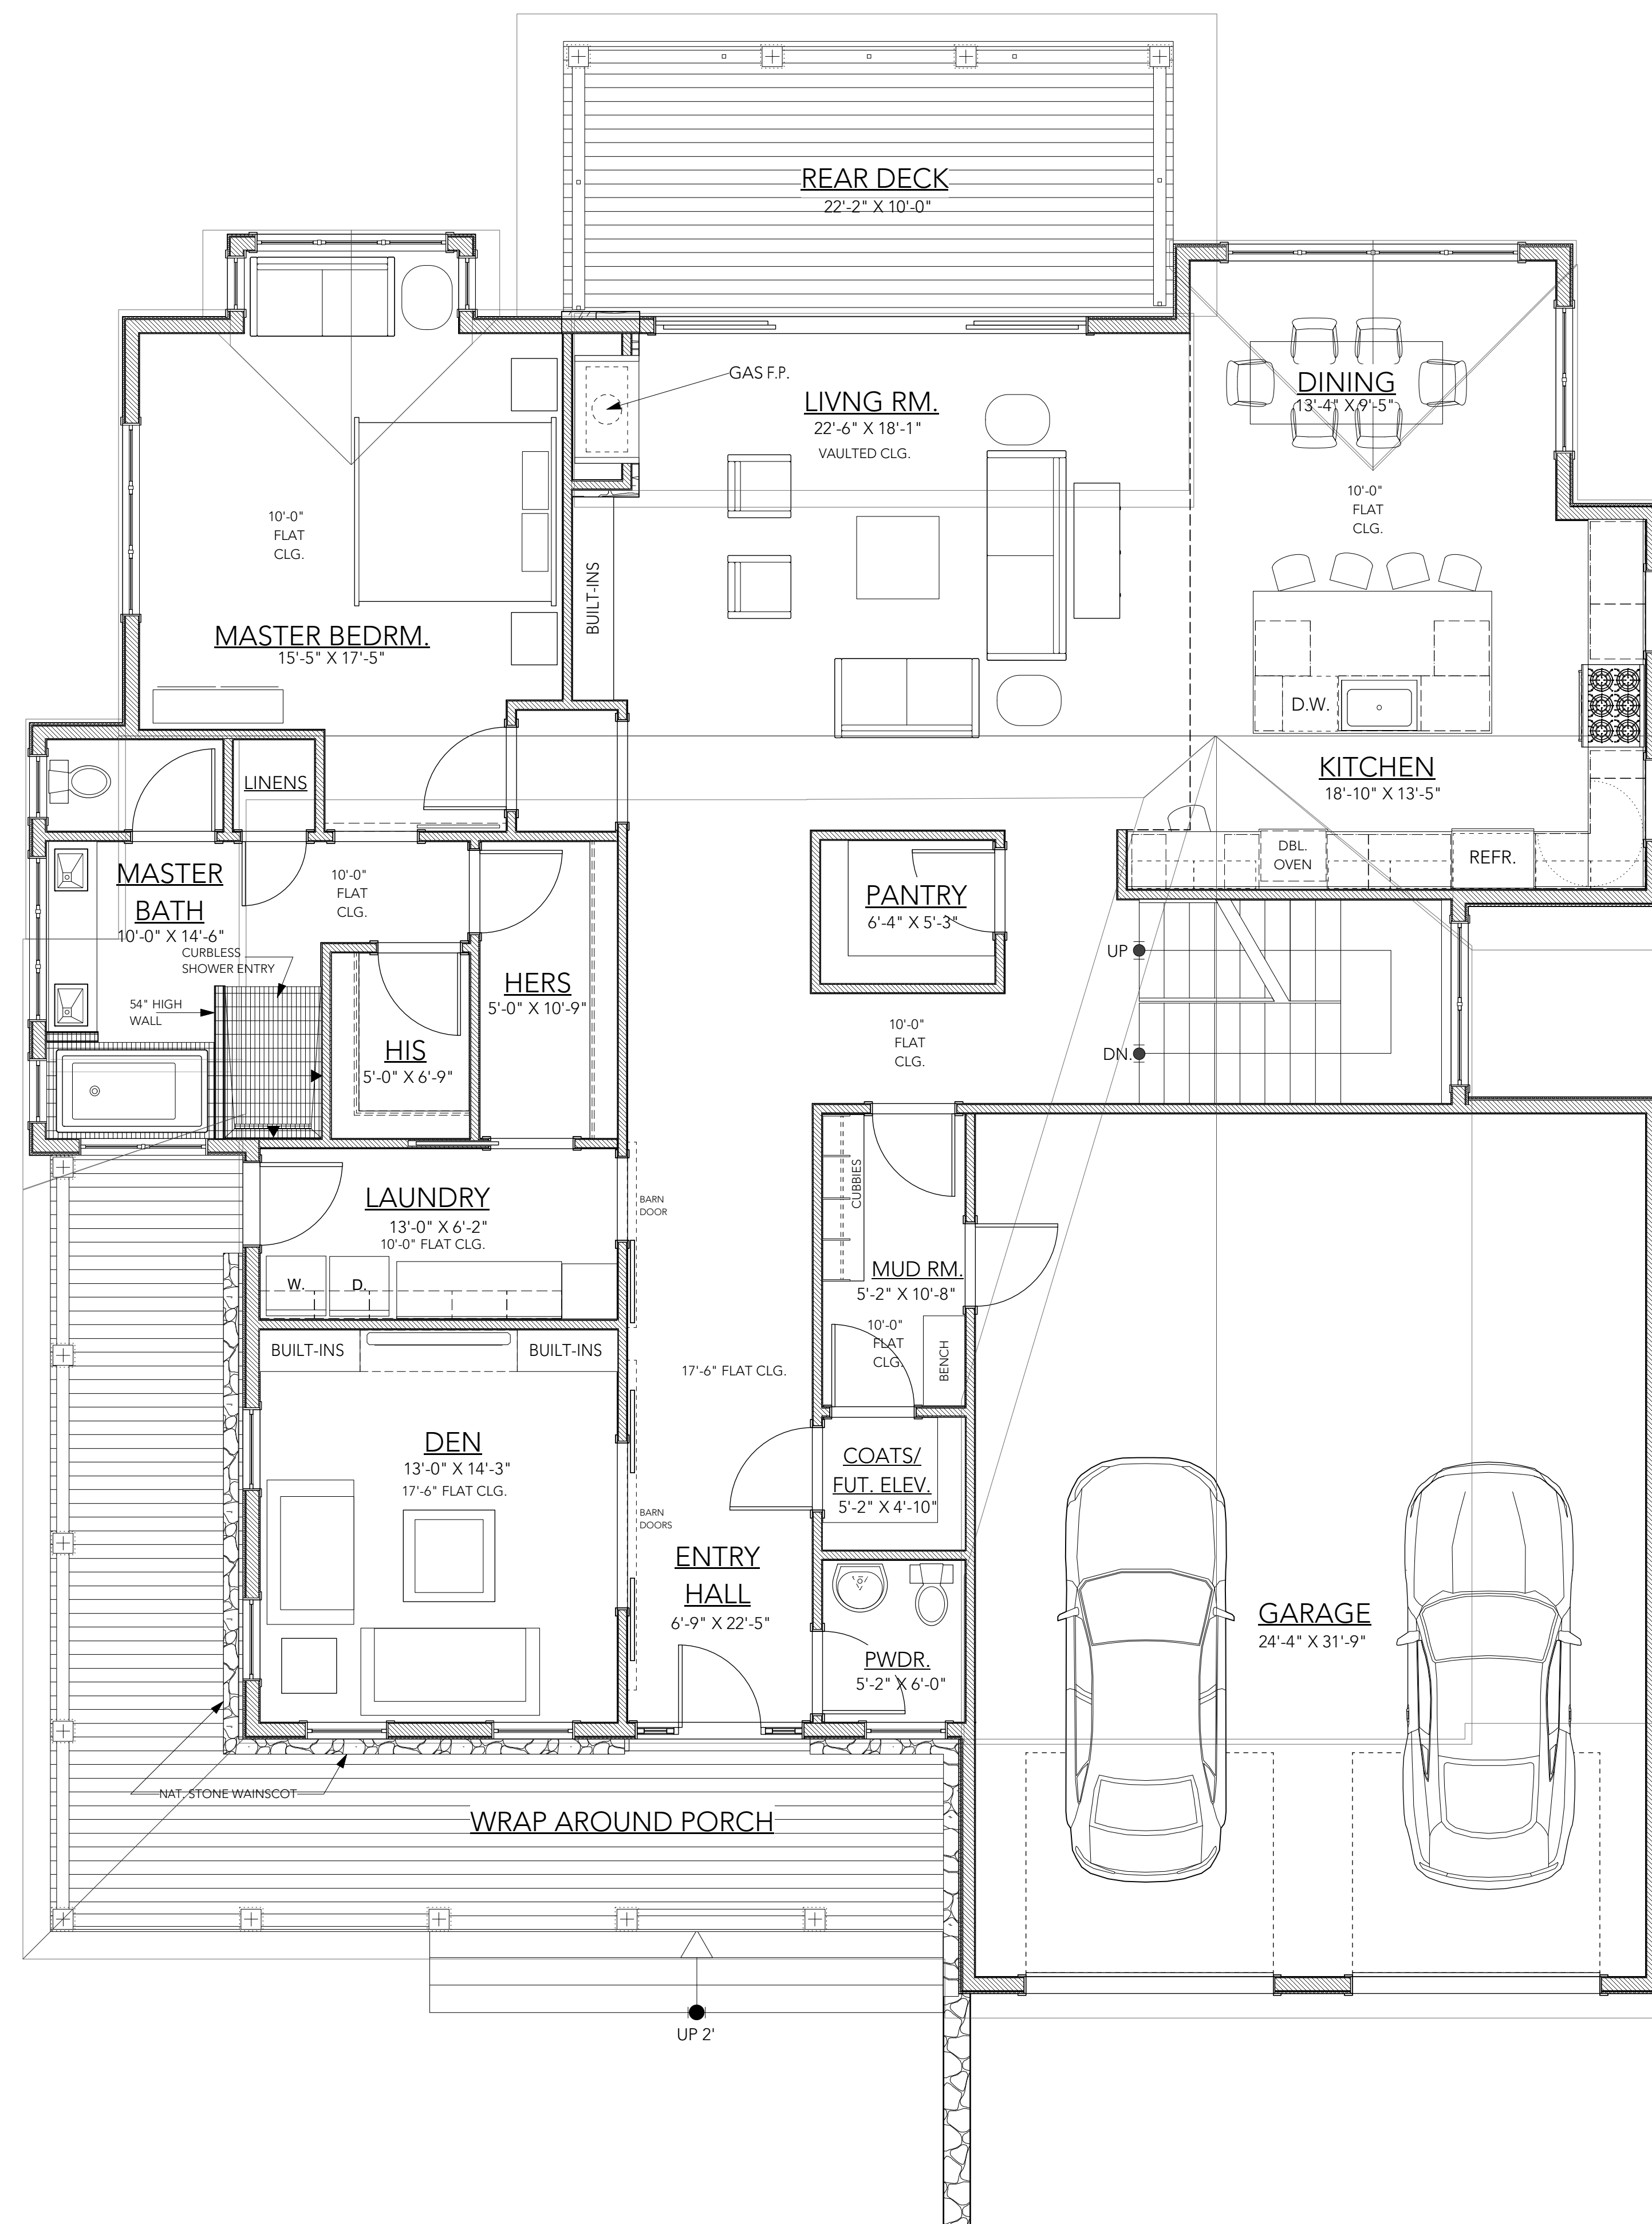 REAR DECK
22'-2" X 10'-0"
GAS F.P.
LIVNG RM.
22'-6" X 18'-1"
VAULTED CLG.
DINING
13'-4" X 9'-5"
10'-0"
FLAT
CLG.
10'-0"
FLAT
CLG.
BUILT-INS
MASTER BEDRM.
15'-5" X 17'-5"
D.W.
KITCHEN
18'-10" X 13'-5"
LINENS
DBL.
OVEN
REFR.
MASTER
BATH
10'-0" X 14'-6"
10'-0"
FLAT
CLG.
CURBLESS
SHOWER ENTRY
54" HIGH
WALL
PANTRY
6'-4" X 5'-3"
UP
HERS
5'-0" X 10'-9"
HIS
5'-0" X 6'-9"
10'-0"
FLAT
CLG.
DN.
LAUNDRY
13'-0" X 6'-2"
10'-0" FLAT CLG.
BARN
DOOR
CUBBIES
W.
D.
MUD RM.
5'-2" X 10'-8"
10'-0"
FLAT
CLG.
BENCH
BUILT-INS
BUILT-INS
17'-6" FLAT CLG.
DEN
13'-0" X 14'-3"
17'-6" FLAT CLG.
COATS/
FUT. ELEV.
5'-2" X 4'-10"
BARN
DOORS
ENTRY
HALL
6'-9" X 22'-5"
GARAGE
24'-4" X 31'-9"
PWDR.
5'-2" X 6'-0"
NAT. STONE WAINSCOT
WRAP AROUND PORCH
UP 2'